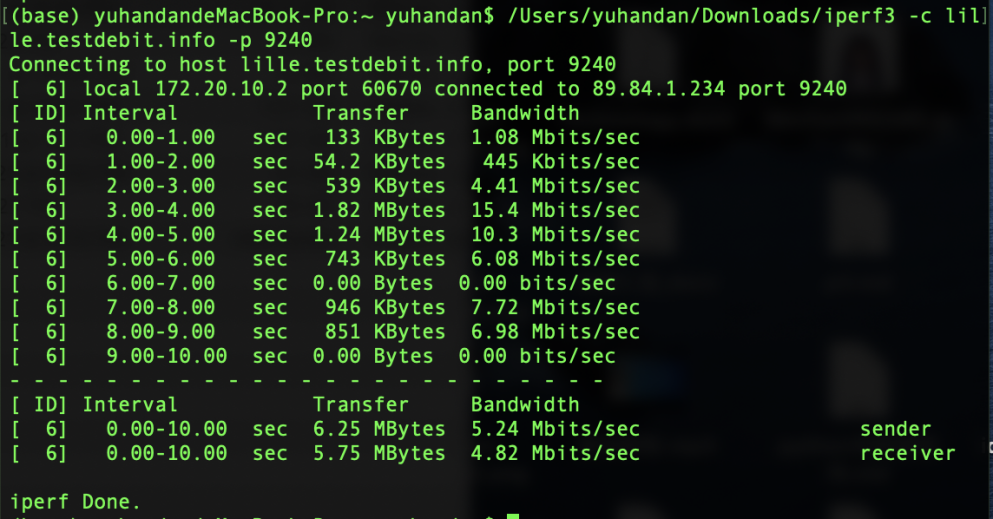 [(base) yuhandandeMacBook-Pro:~ yuhandan$ /Users/yuhandan/Downloads/iperf3 -c lil]
le.testdebit.info -p 9240
Connecting to host lille.testdebit.info, port 9240
[  6] local 172.20.10.2 port 60670 connected to 89.84.1.234 port 9240
[ ID] Interval           Transfer     Bandwidth
[  6]   0.00-1.00   sec   133 KBytes  1.08 Mbits/sec
[  6]   1.00-2.00   sec  54.2 KBytes   445 Kbits/sec
[  6]   2.00-3.00   sec   539 KBytes  4.41 Mbits/sec
[  6]   3.00-4.00   sec  1.82 MBytes  15.4 Mbits/sec
[  6]   4.00-5.00   sec  1.24 MBytes  10.3 Mbits/sec
[  6]   5.00-6.00   sec   743 KBytes  6.08 Mbits/sec
[  6]   6.00-7.00   sec  0.00 Bytes  0.00 bits/sec
[  6]   7.00-8.00   sec   946 KBytes  7.72 Mbits/sec
[  6]   8.00-9.00   sec   851 KBytes  6.98 Mbits/sec
[  6]   9.00-10.00  sec  0.00 Bytes  0.00 bits/sec
- - - - - - - - - - - - - - - - - - - - - - - - -
[ ID] Interval           Transfer     Bandwidth
[  6]   0.00-10.00  sec  6.25 MBytes  5.24 Mbits/sec                  sender
[  6]   0.00-10.00  sec  5.75 MBytes  4.82 Mbits/sec                  receiver
iperf Done.